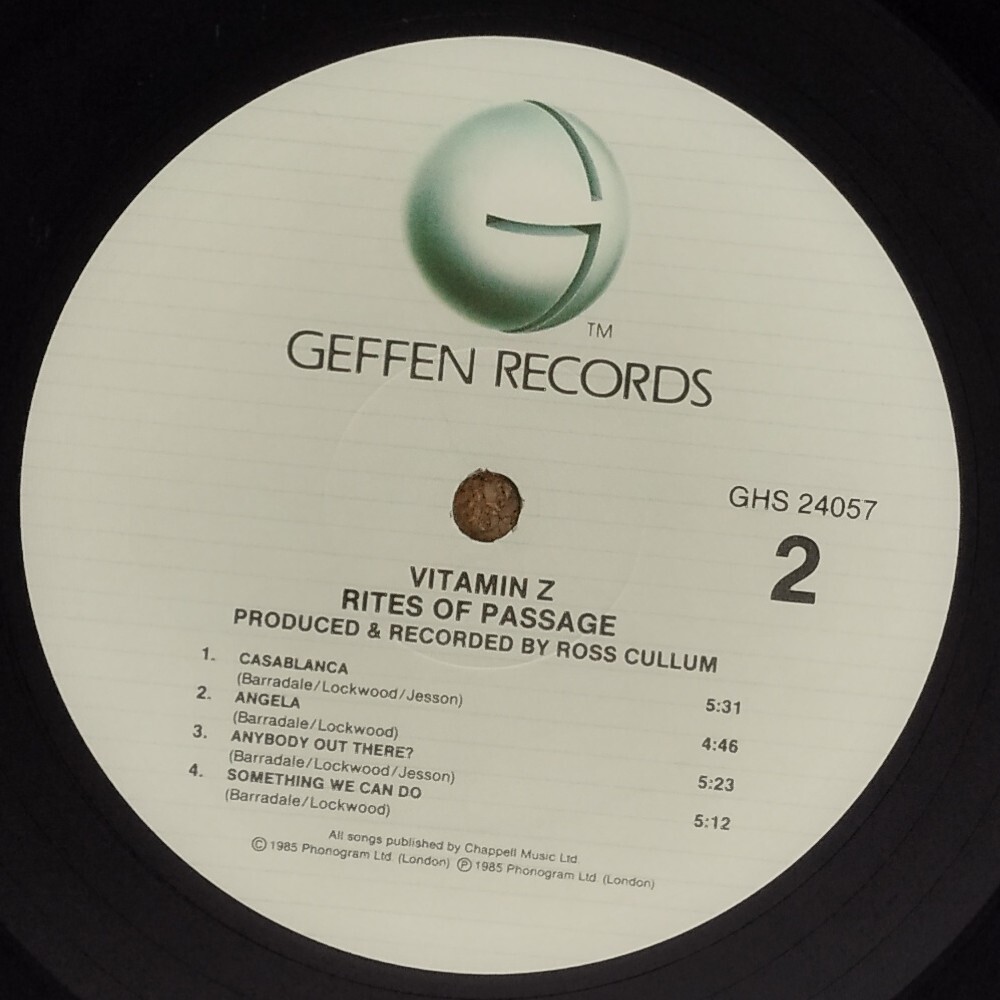 TM
GEFFEN RECORDS
GHS 24057
2
VITAMIN Z
RITES OF PASSAGE
PRODUCED & RECORDED BY ROSS CULLUM
1. CASABLANCA
(Barradale/Lockwood/Jesson) 5:31
2. ANGELA
(Barradale/Lockwood) 4:46
3. ANYBODY OUT THERE?
(Barradale/Lockwood/Jesson) 5:23
4. SOMETHING WE CAN DO
(Barradale/Lockwood) 5:12
All songs published by Chappell Music Ltd.
© 1985 Phonogram Ltd. (London) ℗ 1985 Phonogram Ltd. (London)